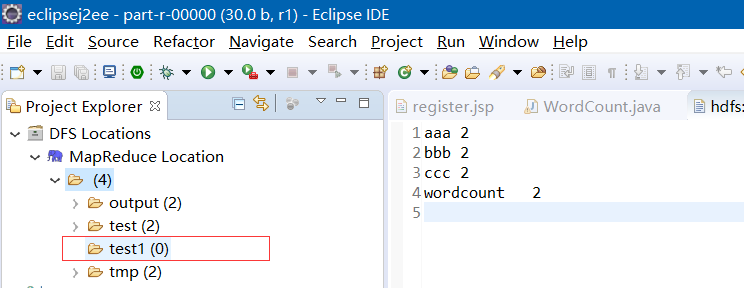 eclipsej2ee - part-r-00000 (30.0 b, r1) - Eclipse IDE
File Edit Source Refactor Navigate Search Project Run Window Help
Project Explorer
register.jsp WordCount.java hdfs:
DFS Locations
MapReduce Location
(4)
output (2)
test (2)
test1 (0)
tmp (2)
1 aaa 2
2 bbb 2
3 ccc 2
4 wordcount 2
5